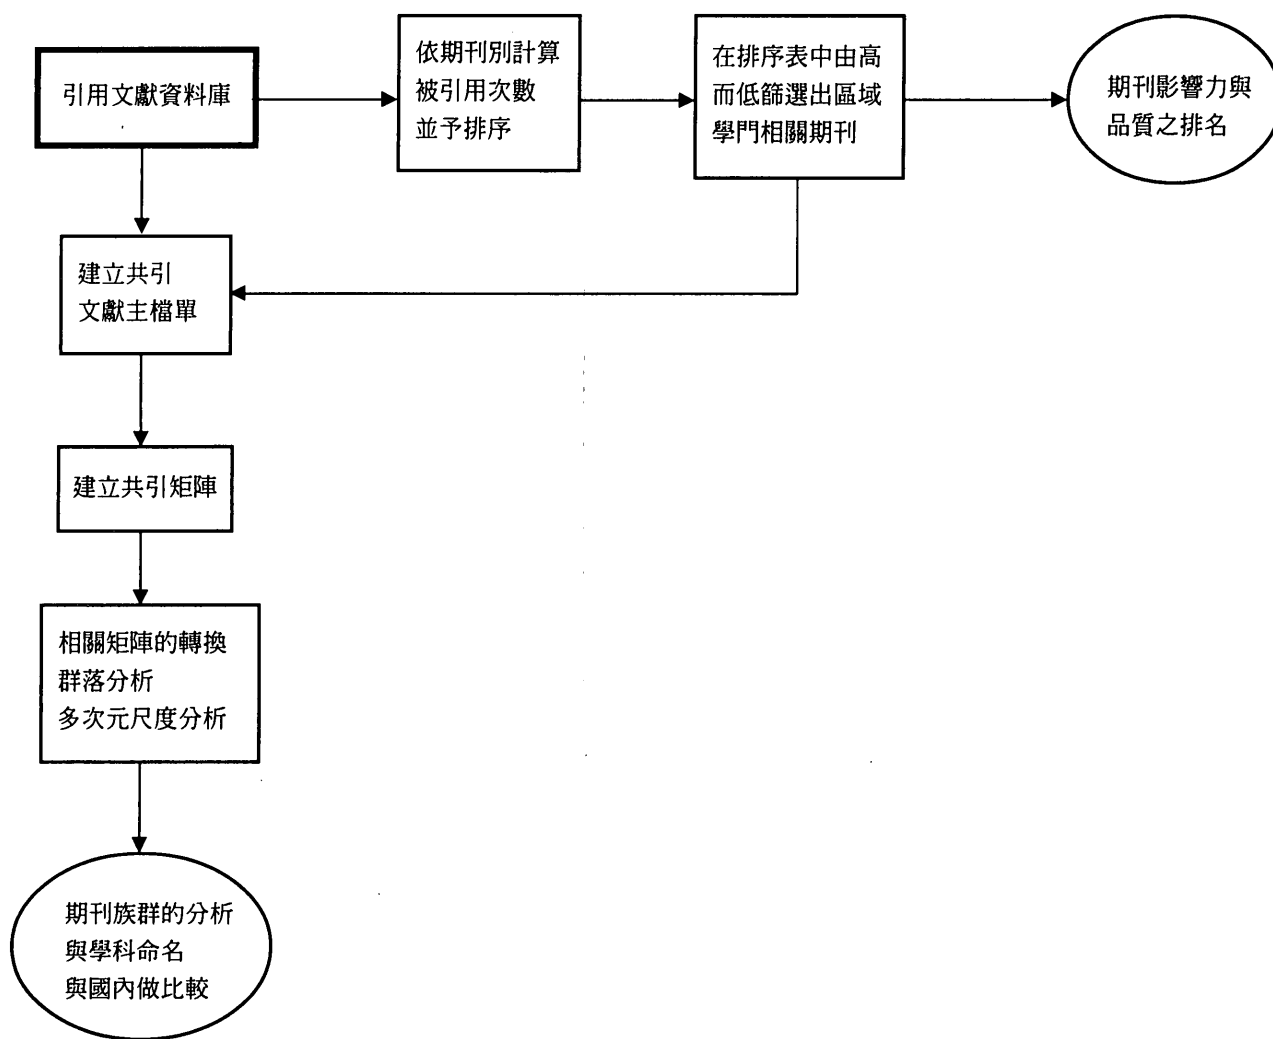 引用文獻資料庫
依期刊別計算
被引用次數
並予排序
在排序表中由高
而低篩選出區域
學門相關期刊
期刊影響力與
品質之排名
建立共引
文獻主檔單
建立共引矩陣
相關矩陣的轉換
群落分析
多次元尺度分析
期刊族群的分析
與學科命名
與國內做比較